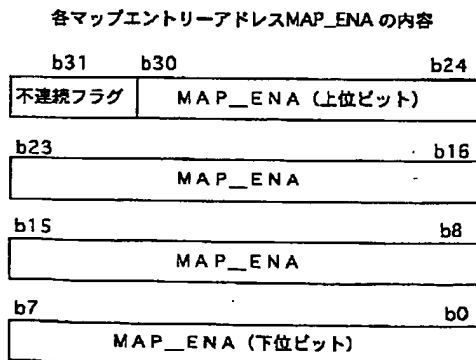 各マップエントリーアドレスMAP_ENA の内容
b31 b30 b24
不連続フラグ MAP_ENA (上位ビット)
b23 b16
MAP_ENA
b15 b8
MAP_ENA
b7 b0
MAP_ENA (下位ビット)